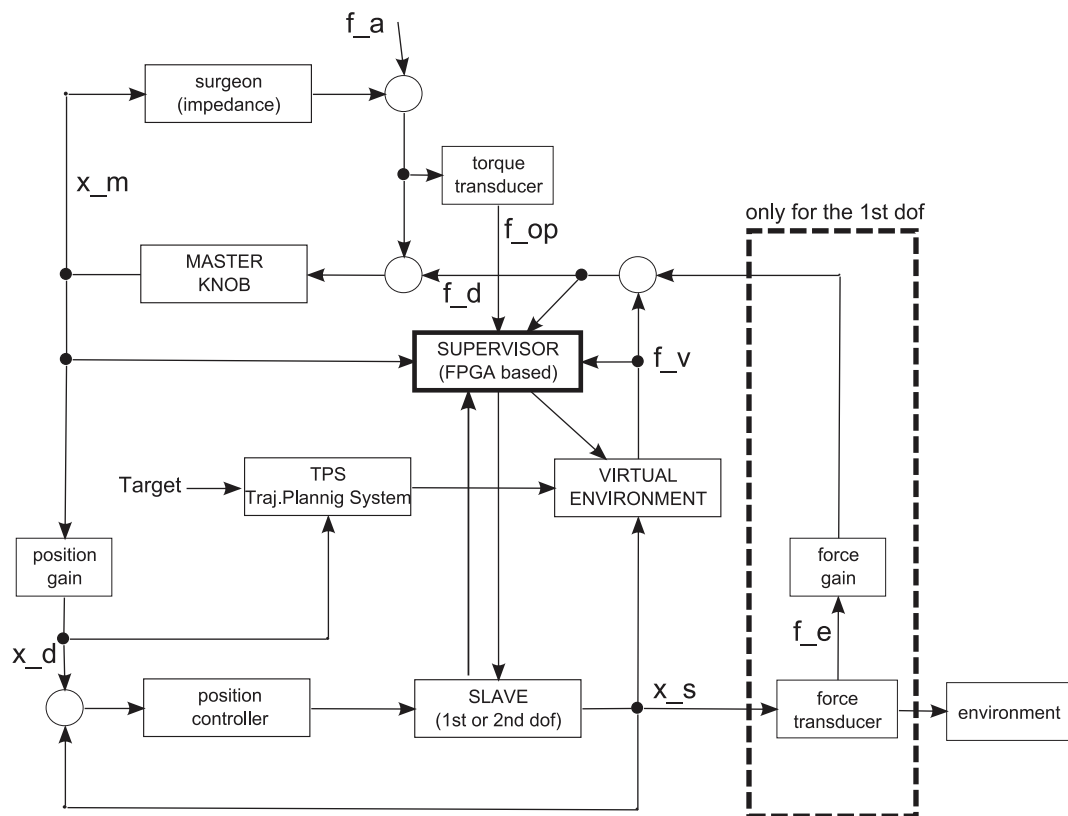 f_a
surgeon
(impedance)
torque
transducer
x_m
only for the 1st dof
f_op
MASTER
KNOB
f_d
SUPERVISOR
(FPGA based)
f_v
TPS
Traj.Plannig System
Target
VIRTUAL
ENVIRONMENT
position
gain
force
gain
f_e
x_d
position
controller
SLAVE
(1st or 2nd dof)
x_s
force
transducer
environment